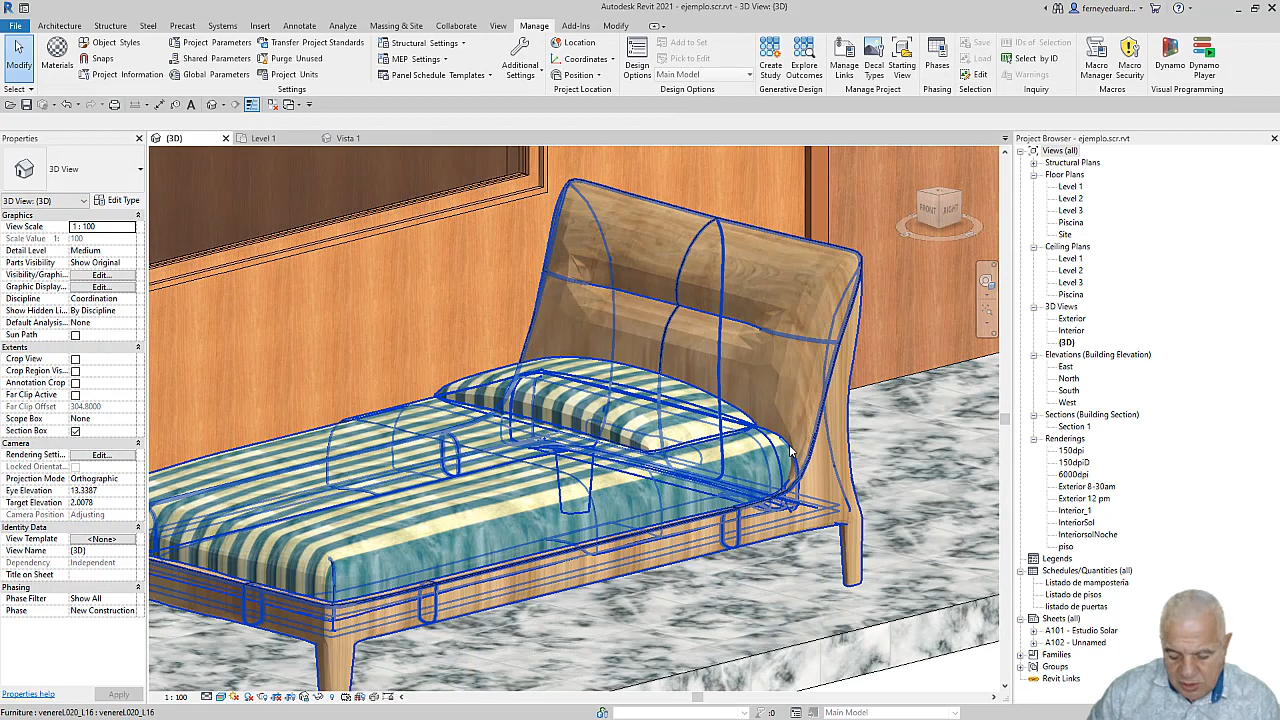 Autodesk Revit 2021 - ejemplo.scr.rvt - 3D View: {3D}
ferneyeduard...
File Architecture Structure Steel Precast Systems Insert Annotate Analyze Massing & Site Collaborate View Manage Add-Ins Modify
Modify
Select
Materials
Object Styles
Snaps
Project Information
Project Parameters
Shared Parameters
Global Parameters
Transfer Project Standards
Purge Unused
Project Units
Settings
Structural Settings
MEP Settings
Panel Schedule Templates
Additional Settings
Location
Coordinates
Position
Project Location
Design Options
Add to Set
Pick to Edit
Main Model
Design Options
Create Study
Explore Outcomes
Generative Design
Manage Links
Decal Types
Starting View
Manage Project
Phases
Phasing
Save
Load
Edit
Selection
IDs of Selection
Select by ID
Warnings
Inquiry
Macro Manager
Macro Security
Macros
Dynamo
Dynamo Player
Visual Programming
Properties
{3D}
Level 1
Vista 1
3D View
3D View: {3D} Edit Type
Graphics
View Scale 1 : 100
Scale Value 1: 100
Detail Level Medium
Parts Visibility Show Original
Visibility/Graphi... Edit...
Graphic Display... Edit...
Discipline Coordination
Show Hidden Li... By Discipline
Default Analysis... None
Sun Path
Extents
Crop View
Crop Region Vis...
Annotation Crop
Far Clip Active
Far Clip Offset 304.8000
Scope Box None
Section Box
Camera
Rendering Setti... Edit...
Locked Orientat...
Projection Mode Orthographic
Eye Elevation 13.3387
Target Elevation 2.0078
Camera Position Adjusting
Identity Data
View Template <None>
View Name {3D}
Dependency Independent
Title on Sheet
Phasing
Phase Filter Show All
Phase New Construction
Properties help
Apply
FRONT RIGHT
1 : 100
Project Browser - ejemplo.scr.rvt
Views (all)
Structural Plans
Floor Plans
Level 1
Level 2
Level 3
Piscina
Site
Ceiling Plans
Level 1
Level 2
Level 3
Piscina
3D Views
Exterior
Interior
{3D}
Elevations (Building Elevation)
East
North
South
West
Sections (Building Section)
Section 1
Renderings
150dpi
150dpiD
6000dpi
Exterior 8-30am
Exterior 12 pm
Interior_1
InteriorSol
InteriorsolNoche
piso
Legends
Schedules/Quantities (all)
Listado de mamposteria
Listado de pisos
listado de puertas
Sheets (all)
A101 - Estudio Solar
A102 - Unnamed
Families
Groups
Revit Links
Furniture : venereL020_L16 : venereL020_L16
:0
Main Model